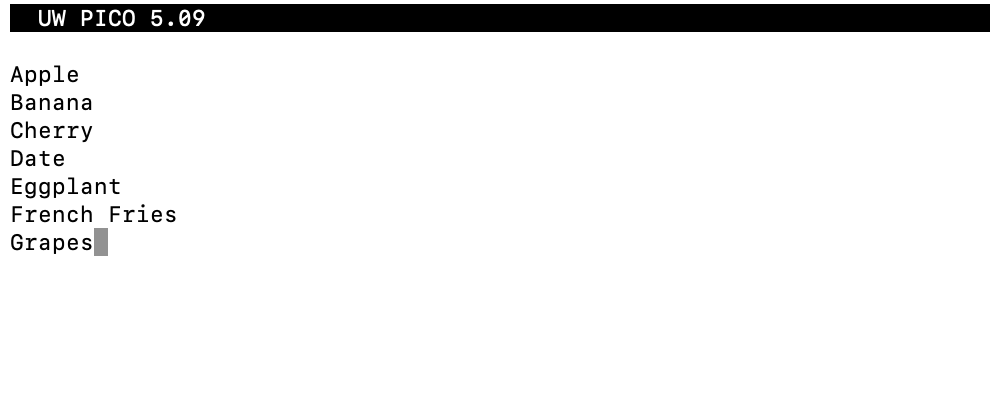 UW PICO 5.09
Apple
Banana
Cherry
Date
Eggplant
French Fries
Grapes